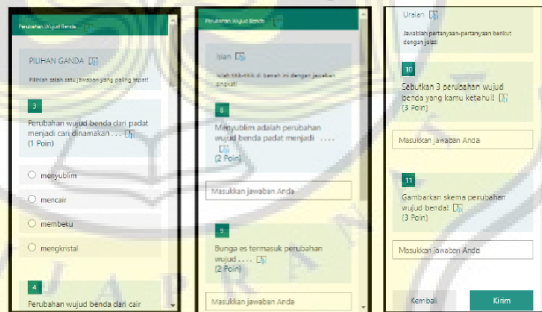 Perubahan Wujud Benda
PILIHAN GANDA
Pilihlah salah satu jawaban yang paling tepat!
3
Perubahan wujud benda dari padat
menjadi cair dinamakan . . .
(1 Poin)
menyublim
mencair
membeku
mengkristal
4
Perubahan wujud benda dari cair
Perubahan Wujud Benda
Isian
Isilah titik-titik di bawah ini dengan jawaban
singkat!
8
Menyublim adalah perubahan
wujud benda padat menjadi . . . .
(2 Poin)
Masukkan jawaban Anda
9
Bunga es termasuk perubahan
wujud . . . .
(2 Poin)
Masukkan jawaban Anda
Uraian
Jawablah pertanyaan-pertanyaan berikut
dengan jelas!
10
Sebutkan 3 perubahan wujud
benda yang kamu ketahui!
(3 Poin)
Masukkan jawaban Anda
11
Gambarkan skema perubahan
wujud benda!
(3 Poin)
Masukkan jawaban Anda
Kembali
Kirim